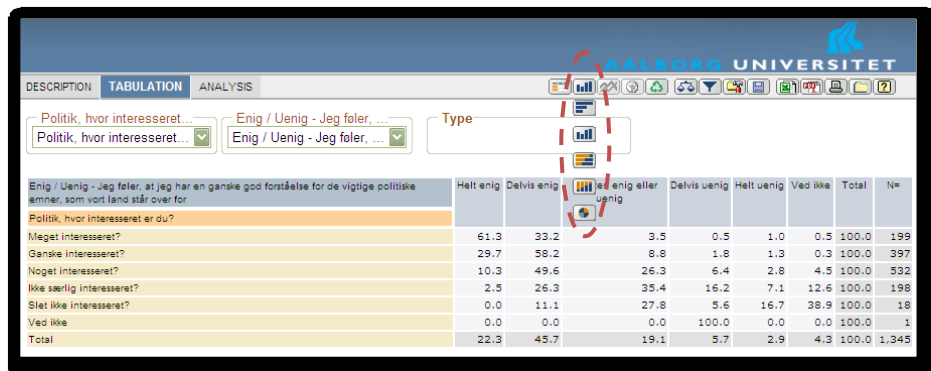 AALBORG UNIVERSITET
DESCRIPTION TABULATION ANALYSIS
Politik, hvor interesseret... Enig / Uenig - Jeg føler, ... Type
Politik, hvor interesseret... Enig / Uenig - Jeg føler, ...
Enig / Uenig - Jeg føler, at jeg har en ganske god forståelse for de vigtige politiske Helt enig Delvis enig enig eller Delvis uenig Helt uenig Ved ikke Total N=
emner, som vort land står over for uenig
Politik, hvor interesseret er du?
Meget interesseret? 61.3 33.2 3.5 0.5 1.0 0.5 100.0 199
Ganske interesseret? 29.7 58.2 8.8 1.8 1.3 0.3 100.0 397
Noget interesseret? 10.3 49.6 26.3 6.4 2.8 4.5 100.0 532
Ikke særlig interesseret? 2.5 26.3 35.4 16.2 7.1 12.6 100.0 198
Slet ikke interesseret? 0.0 11.1 27.8 5.6 16.7 38.9 100.0 18
Ved ikke 0.0 0.0 0.0 100.0 0.0 0.0 100.0 1
Total 22.3 45.7 19.1 5.7 2.9 4.3 100.0 1,345